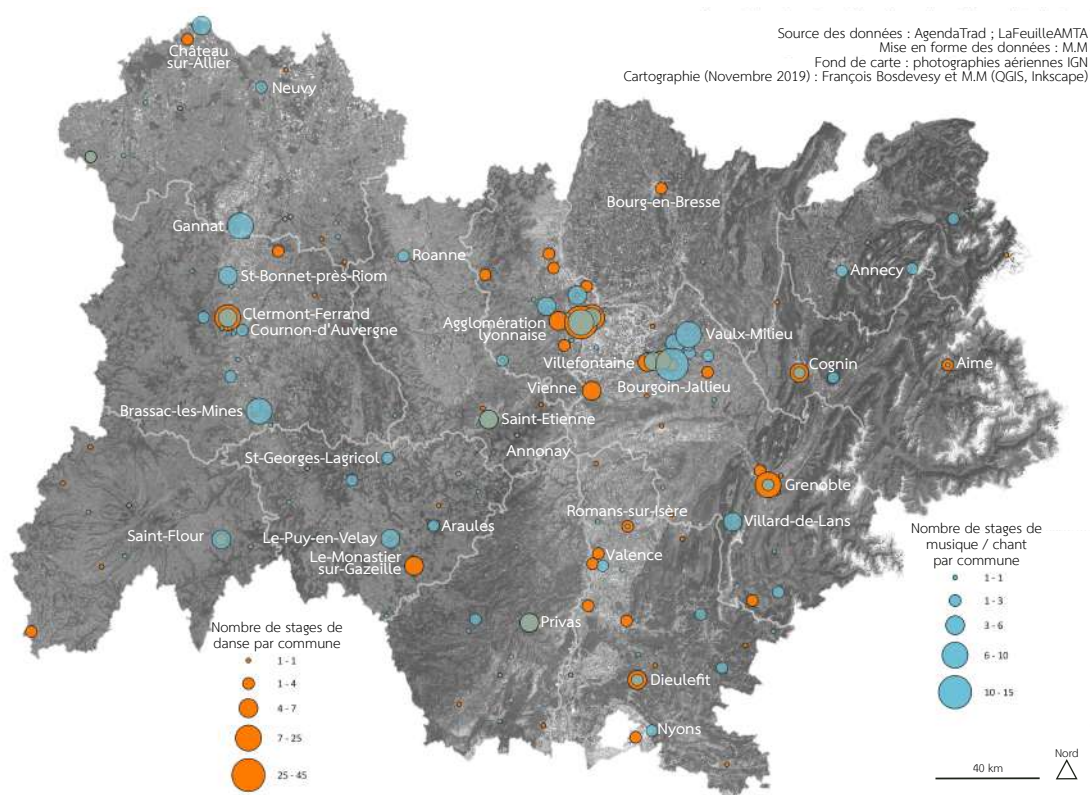 Source des données : AgendaTrad ; LaFeuilleAMTA
Mise en forme des données : M.M
Fond de carte : photographies aériennes IGN
Cartographie (Novembre 2019) : François Bosdevesy et M.M (QGIS, Inkscape)
Château
sur-Allier
Neuvy
Bourg-en-Bresse
Gannat
Roanne
Annecy
St-Bonnet-près-Riom
Clermont-Ferrand
Cournon-d'Auvergne
Agglomération
lyonnaise
Vaulx-Milieu
Villefontaine
Cognin
Aime
Bourgoin-Jallieu
Vienne
Brassac-les-Mines
Saint-Etienne
Annonay
St-Georges-Lagricol
Grenoble
Romans-sur-Isère
Villard-de-Lans
Saint-Flour
Le-Puy-en-Velay
Araules
Le-Monastier
sur-Gazeille
Valence
Privas
Dieulefit
Nyons
Nombre de stages de
musique / chant
par commune
1 - 1
1 - 3
3 - 6
6 - 10
10 - 15
Nombre de stages de
danse par commune
1 - 1
1 - 4
4 - 7
7 - 25
25 - 45
40 km
Nord